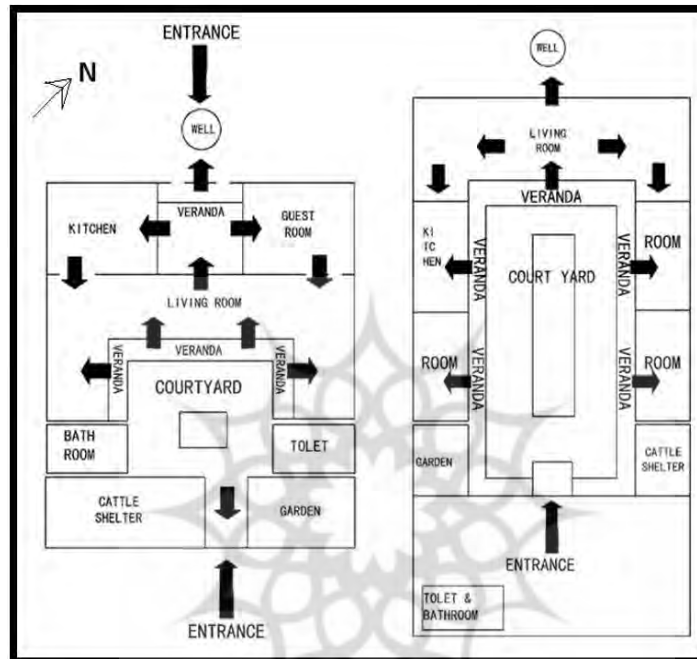 ENTRANCE
N
WELL
KITCHEN
VERANDA
GUEST
ROOM
LIVING ROOM
VERANDA
VERANDA
VERANDA
COURTYARD
BATH
ROOM
TOLET
CATTLE
SHELTER
GARDEN
ENTRANCE
WELL
LIVING
ROOM
VERANDA
KI
TC
HEN
VERANDA
COURT YARD
VERANDA
ROOM
ROOM
VERANDA
VERANDA
ROOM
GARDEN
CATTLE
SHELTER
ENTRANCE
TOLET &
BATHROOM